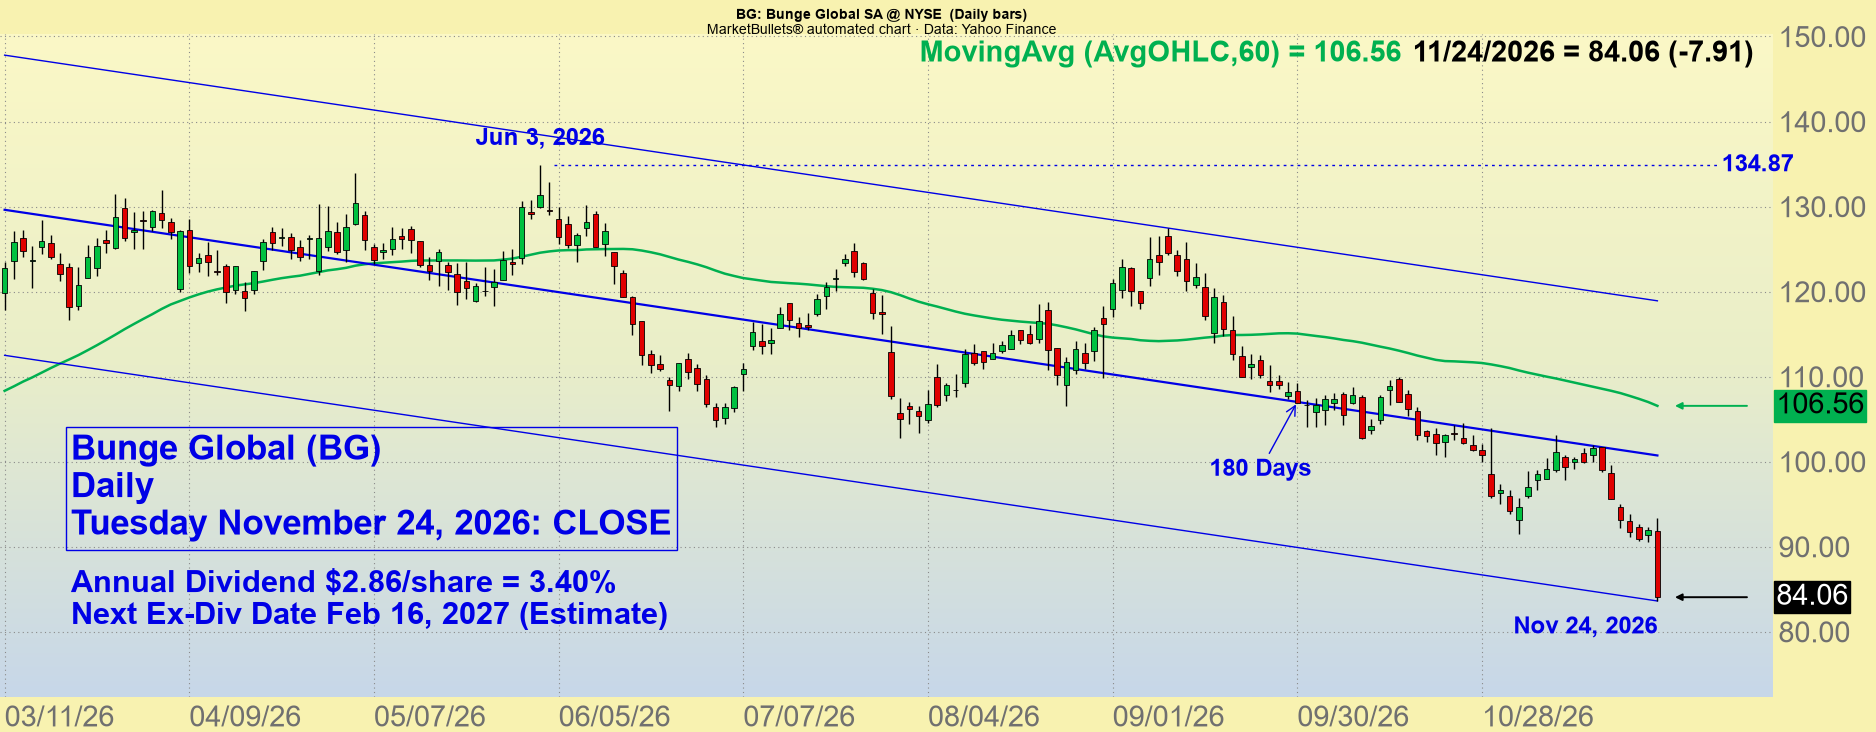 BG: Bunge Global SA @ NYSE (Daily bars)
MarketBullets® automated chart · Data: Yahoo Finance
MovingAvg (AvgOHLC,60) = 106.56 11/24/2026 = 84.06 (-7.91)
150.00
140.00
Jun 3, 2026
134.87
130.00
120.00
110.00
106.56
180 Days
100.00
90.00
84.06
80.00
Bunge Global (BG)
Daily
Tuesday November 24, 2026: CLOSE
Annual Dividend $2.86/share = 3.40%
Next Ex-Div Date Feb 16, 2027 (Estimate)
Nov 24, 2026
03/11/26 04/09/26 05/07/26 06/05/26 07/07/26 08/04/26 09/01/26 09/30/26 10/28/26